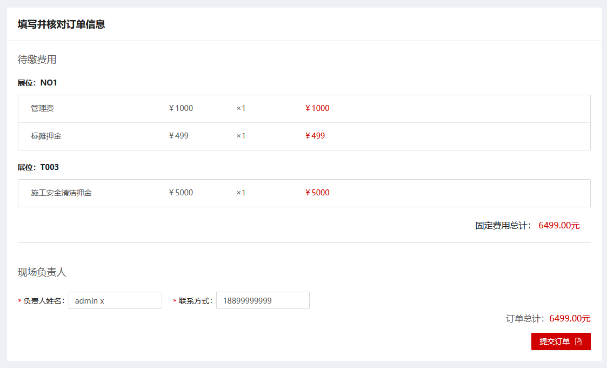 填写并核对订单信息
待缴费用
展位：NO1
管理费 ￥1000 ×1 ￥1000
标摊押金 ￥499 ×1 ￥499
展位：T003
施工安全清洁押金 ￥5000 ×1 ￥5000
固定费用总计： 6499.00元
现场负责人
* 负责人姓名： admin x * 联系方式： 18899999999
订单总计：6499.00元
提交订单